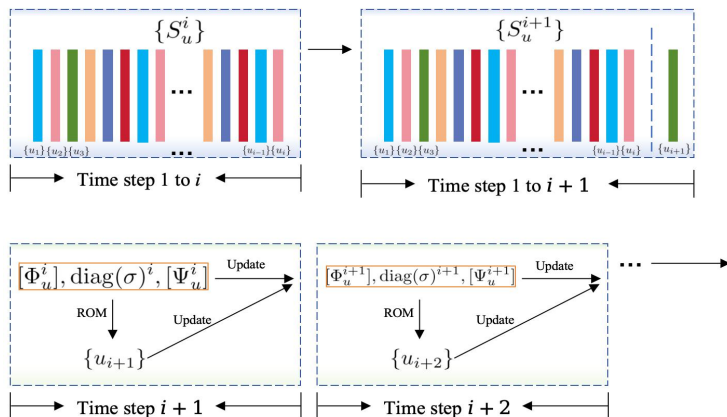 {S_u^i}
{S_u^{i+1}}
...
...
{u_1} {u_2} {u_3} ... {u_{i-1}} {u_i}
{u_1} {u_2} {u_3} ... {u_{i-1}} {u_i} {u_{i+1}}
Time step 1 to i
Time step 1 to i + 1
[Φ_u^i], diag(σ)^i, [Ψ_u^i]
Update
ROM
Update
{u_{i+1}}
Time step i + 1
[Φ_u^{i+1}], diag(σ)^{i+1}, [Ψ_u^{i+1}]
Update
ROM
Update
{u_{i+2}}
Time step i + 2
...